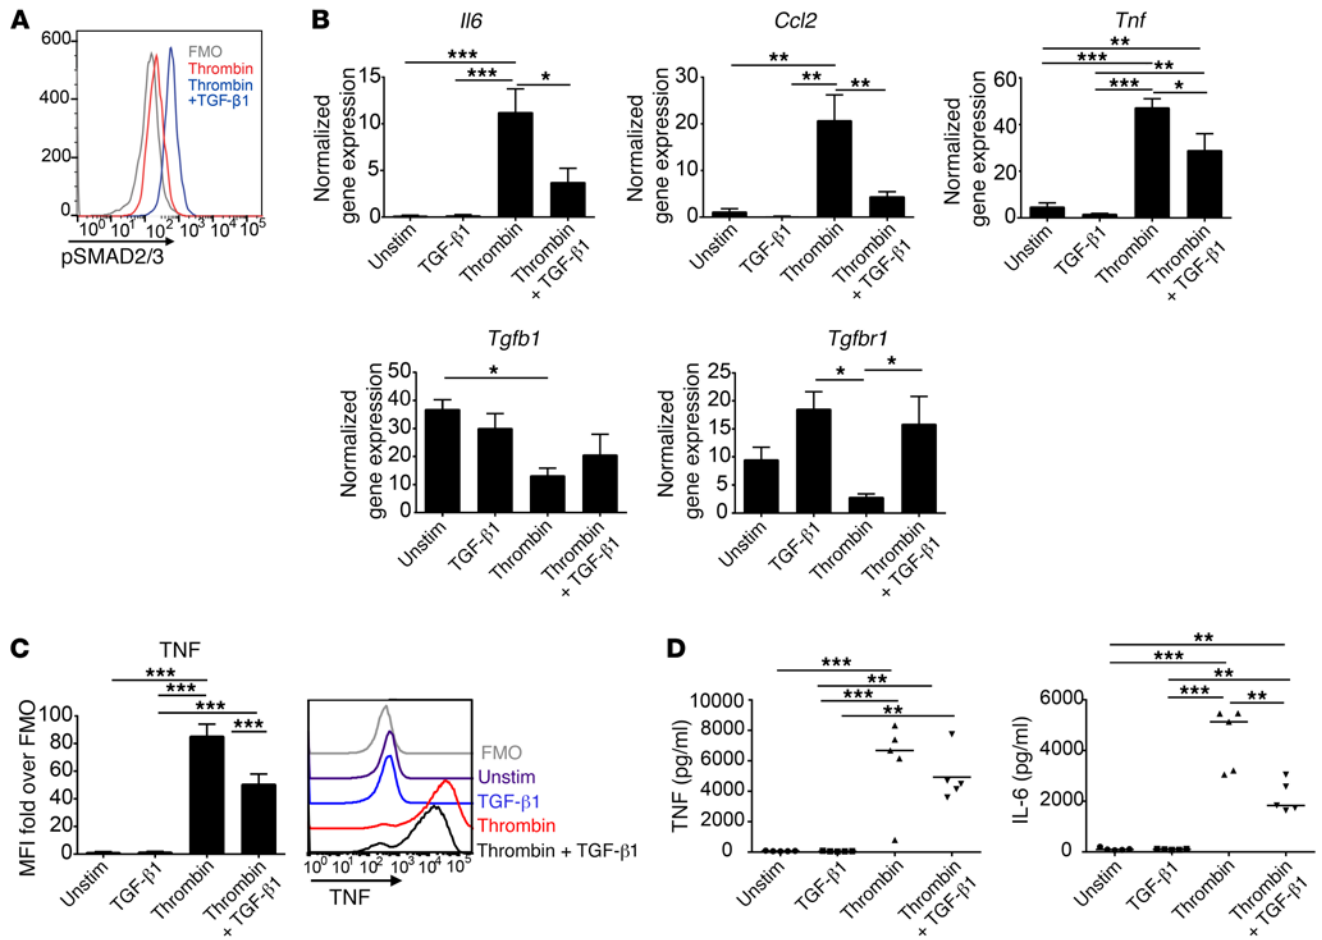 A
600
400
200
0
10⁰ 10¹ 10² 10³ 10⁴ 10⁵
pSMAD2/3
FMO
Thrombin
Thrombin
+TGF-β1
B
Il6
*** *** *
Normalized
gene expression
15
10
5
0
Unstim
TGF-β1
Thrombin
Thrombin
+ TGF-β1
Ccl2
** ** **
Normalized
gene expression
30
20
10
0
Unstim
TGF-β1
Thrombin
Thrombin
+ TGF-β1
Tnf
**
*** **
*** *
Normalized
gene expression
60
40
20
0
Unstim
TGF-β1
Thrombin
Thrombin
+ TGF-β1
Tgfb1
*
Normalized
gene expression
50
40
30
20
10
0
Unstim
TGF-β1
Thrombin
Thrombin
+ TGF-β1
Tgfbr1
* *
Normalized
gene expression
25
20
15
10
5
0
Unstim
TGF-β1
Thrombin
Thrombin
+ TGF-β1
C
TNF
***
***
***
***
MFI fold over FMO
100
80
60
40
20
0
Unstim
TGF-β1
Thrombin
Thrombin
+ TGF-β1
FMO
Unstim
TGF-β1
Thrombin
Thrombin + TGF-β1
10⁰ 10¹ 10² 10³ 10⁴ 10⁵
TNF
D
***
**
***
**
TNF (pg/ml)
10000
8000
6000
4000
2000
0
Unstim
TGF-β1
Thrombin
Thrombin
+ TGF-β1
**
***
**
*** **
IL-6 (pg/ml)
6000
4000
2000
0
Unstim
TGF-β1
Thrombin
Thrombin
+ TGF-β1